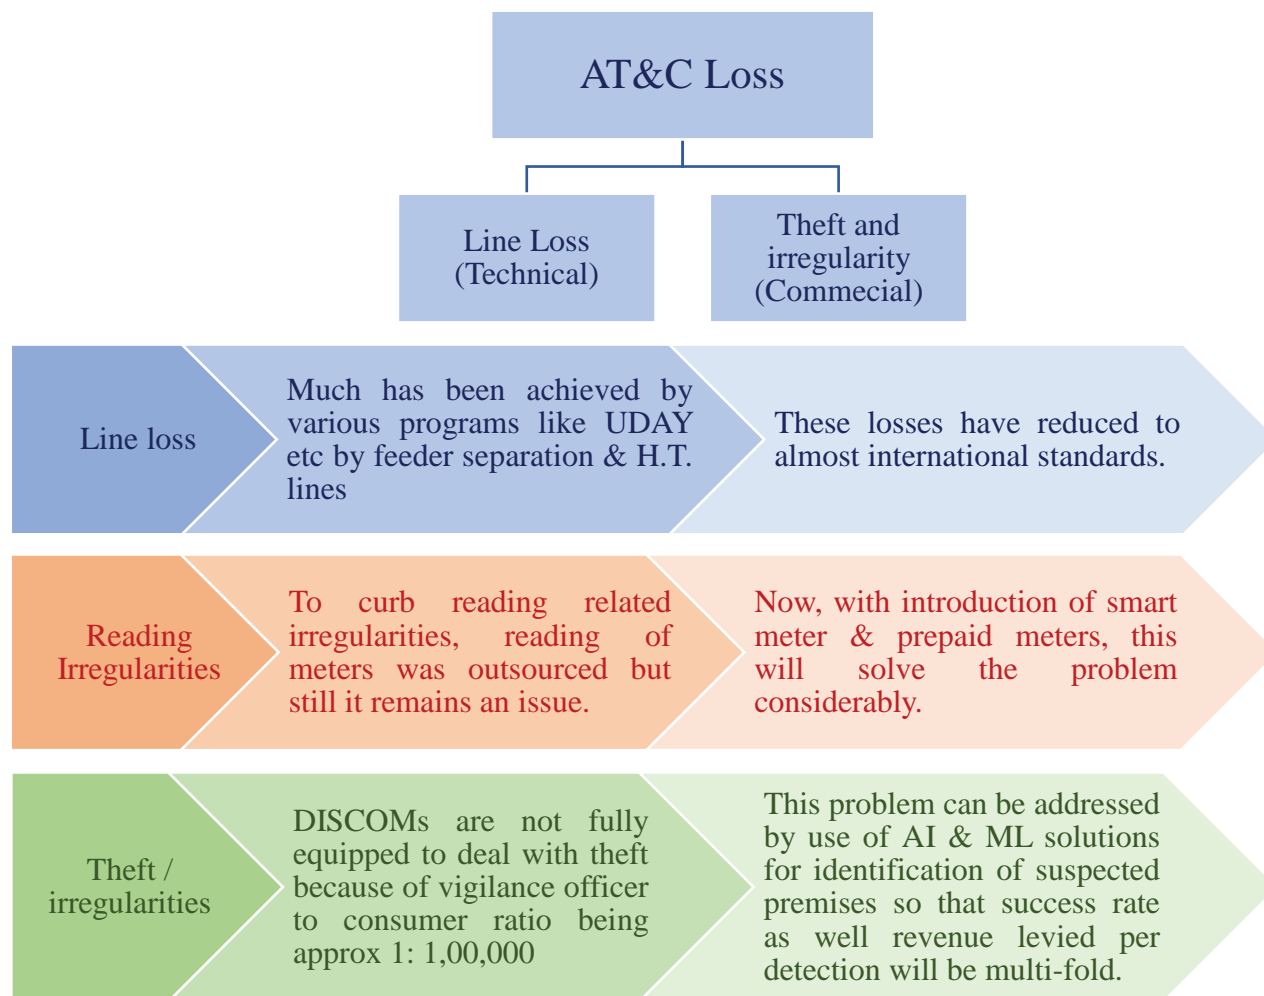 AT&C Loss
Line Loss
(Technical)
Theft and
irregularity
(Commecial)
Line loss
Much has been achieved by
various programs like UDAY
etc by feeder separation & H.T.
lines
These losses have reduced to
almost international standards.
Reading
Irregularities
To curb reading related
irregularities, reading of
meters was outsourced but
still it remains an issue.
Now, with introduction of smart
meter & prepaid meters, this
will solve the problem
considerably.
Theft /
irregularities
DISCOMs are not fully
equipped to deal with theft
because of vigilance officer
to consumer ratio being
approx 1: 1,00,000
This problem can be addressed
by use of AI & ML solutions
for identification of suspected
premises so that success rate
as well revenue levied per
detection will be multi-fold.